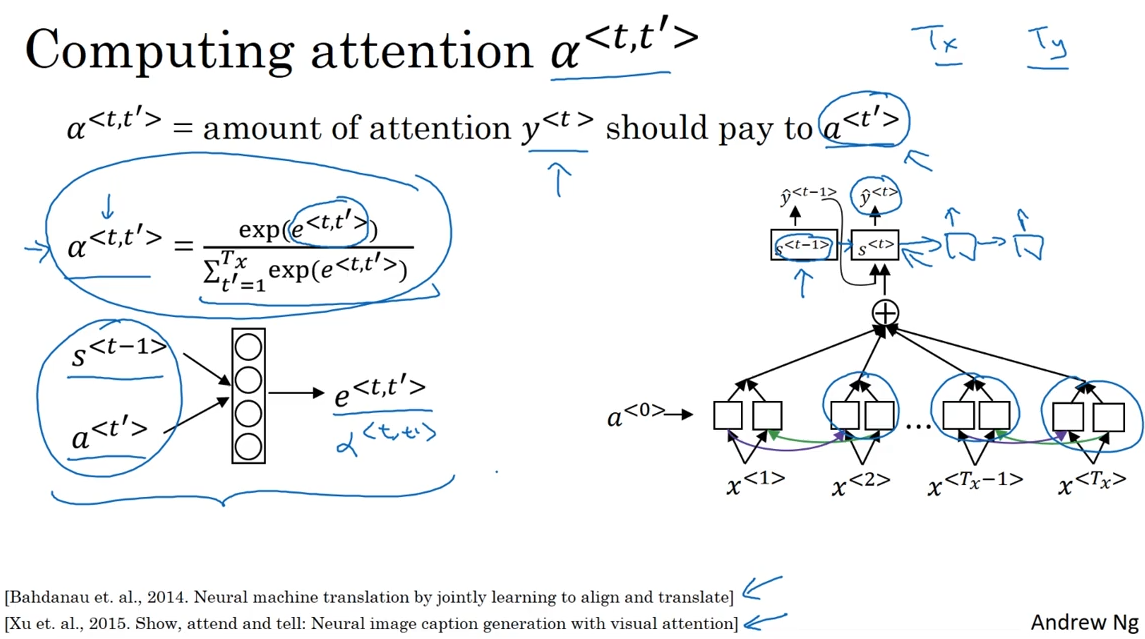 Computing attention α<t,t′>
Tx Ty
α<t,t′> = amount of attention y<t> should pay to a<t′>
α<t,t′> = exp(e<t,t′>) / Σ_{t′=1}^{Tx} exp(e<t,t′>)
ŷ<t−1> ŷ<t>
s<t−1> s<t>
s<t−1>
a<t′>
e<t,t′>
α<t,t′>
a<0>
...
x<1> x<2> x<Tx−1> x<Tx>
[Bahdanau et. al., 2014. Neural machine translation by jointly learning to align and translate]
[Xu et. al., 2015. Show, attend and tell: Neural image caption generation with visual attention]
Andrew Ng